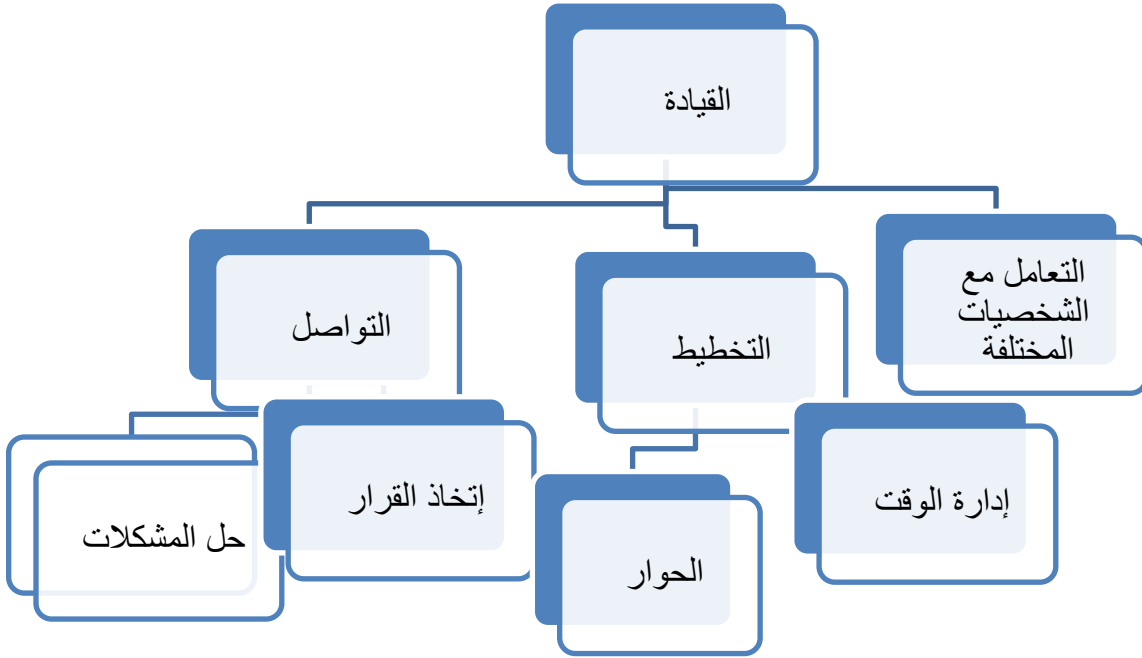 القيادة
التعامل مع
الشخصيات
المختلفة
التخطيط
التواصل
إدارة الوقت
الحوار
إتخاذ القرار
حل المشكلات